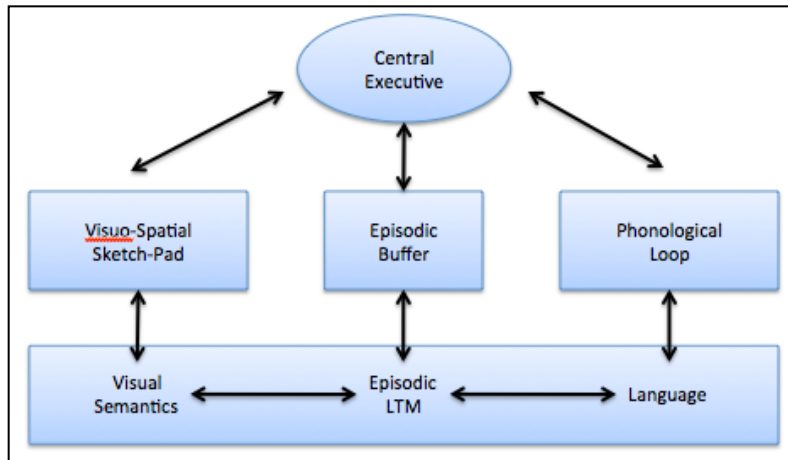 Central
Executive
Visuo-Spatial
Sketch-Pad
Episodic
Buffer
Phonological
Loop
Visual
Semantics
Episodic
LTM
Language